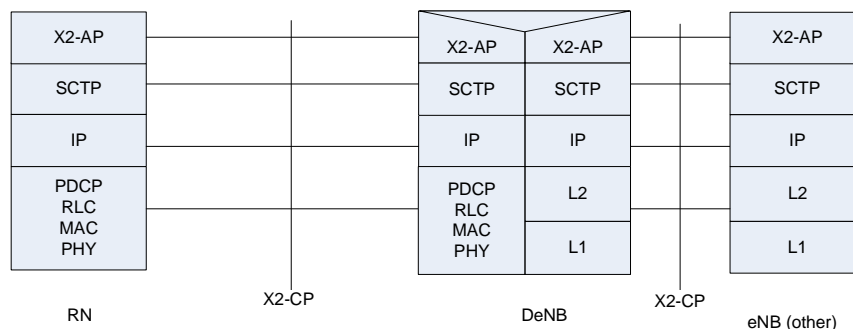 X2-AP
SCTP
IP
PDCP
RLC
MAC
PHY
RN
X2-CP
X2-AP X2-AP
SCTP SCTP
IP IP
PDCP
RLC
MAC
PHY
L2
L1
DeNB
X2-CP
X2-AP
SCTP
IP
L2
L1
eNB (other)